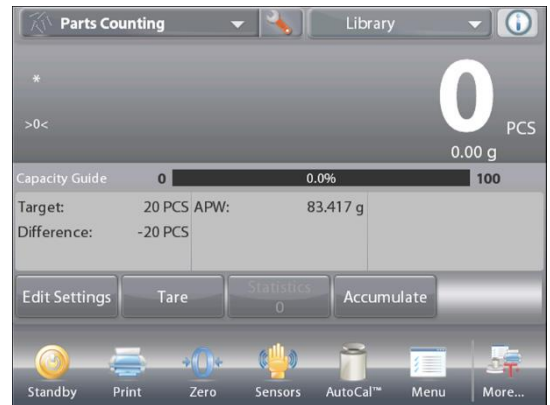 Parts Counting Library
*
0
>0< PCS
0.00 g
Capacity Guide 0 0.0% 100
Target: 20 PCS APW: 83.417 g
Difference: -20 PCS
Edit Settings Tare Statistics 0 Accumulate
Standby Print Zero Sensors AutoCal™ Menu More...